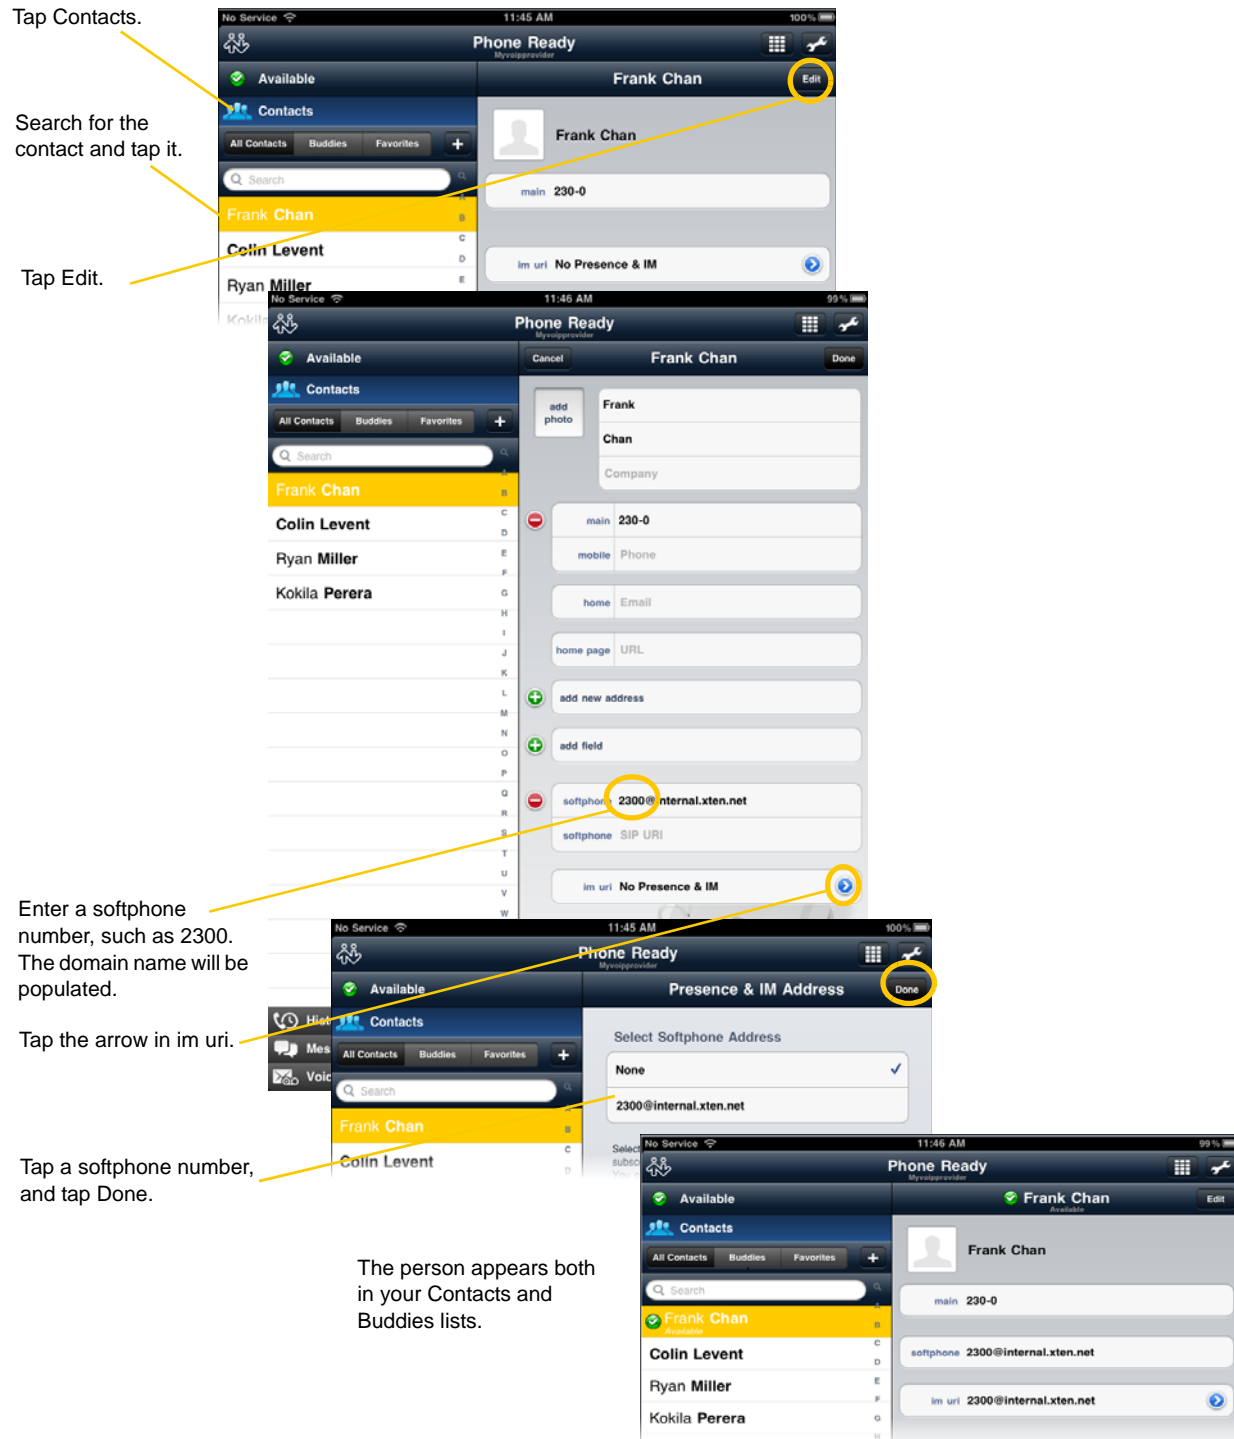 Tap Contacts.
Search for the
contact and tap it.
Tap Edit.
No Service 11:45 AM 100%
Phone Ready
Myvoipprovider
Available
Frank Chan
Edit
Contacts
All Contacts Buddies Favorites +
Search
Frank Chan
Colin Levent
Ryan Miller
A
B
C
D
E
Frank Chan
main 230-0
im uri No Presence & IM
No Service 11:46 AM 99%
Phone Ready
Myvoipprovider
Available
Cancel Frank Chan Done
Contacts
All Contacts Buddies Favorites +
Search
Frank Chan
Colin Levent
Ryan Miller
Kokila Perera
A
B
C
D
E
F
G
H
I
J
K
L
M
N
O
P
Q
R
S
T
U
V
W
add
photo
Frank
Chan
Company
main 230-0
mobile Phone
home Email
home page URL
add new address
add field
softphone 2300@internal.xten.net
softphone SIP URI
im uri No Presence & IM
Enter a softphone
number, such as 2300.
The domain name will be
populated.
Tap the arrow in im uri.
Hist
Mes
Voic
No Service 11:45 AM 100%
Phone Ready
Myvoipprovider
Available
Presence & IM Address
Done
Contacts
All Contacts Buddies Favorites +
Search
Frank Chan
Colin Levent
A
B
C
D
Select Softphone Address
None
2300@internal.xten.net
Select
subsc
Tap a softphone number,
and tap Done.
The person appears both
in your Contacts and
Buddies lists.
No Service 11:46 AM 99%
Phone Ready
Myvoipprovider
Available
Frank Chan
Available
Edit
Contacts
All Contacts Buddies Favorites +
Search
Frank Chan
Available
Colin Levent
Ryan Miller
Kokila Perera
A
B
C
D
E
F
G
H
Frank Chan
main 230-0
softphone 2300@internal.xten.net
im uri 2300@internal.xten.net